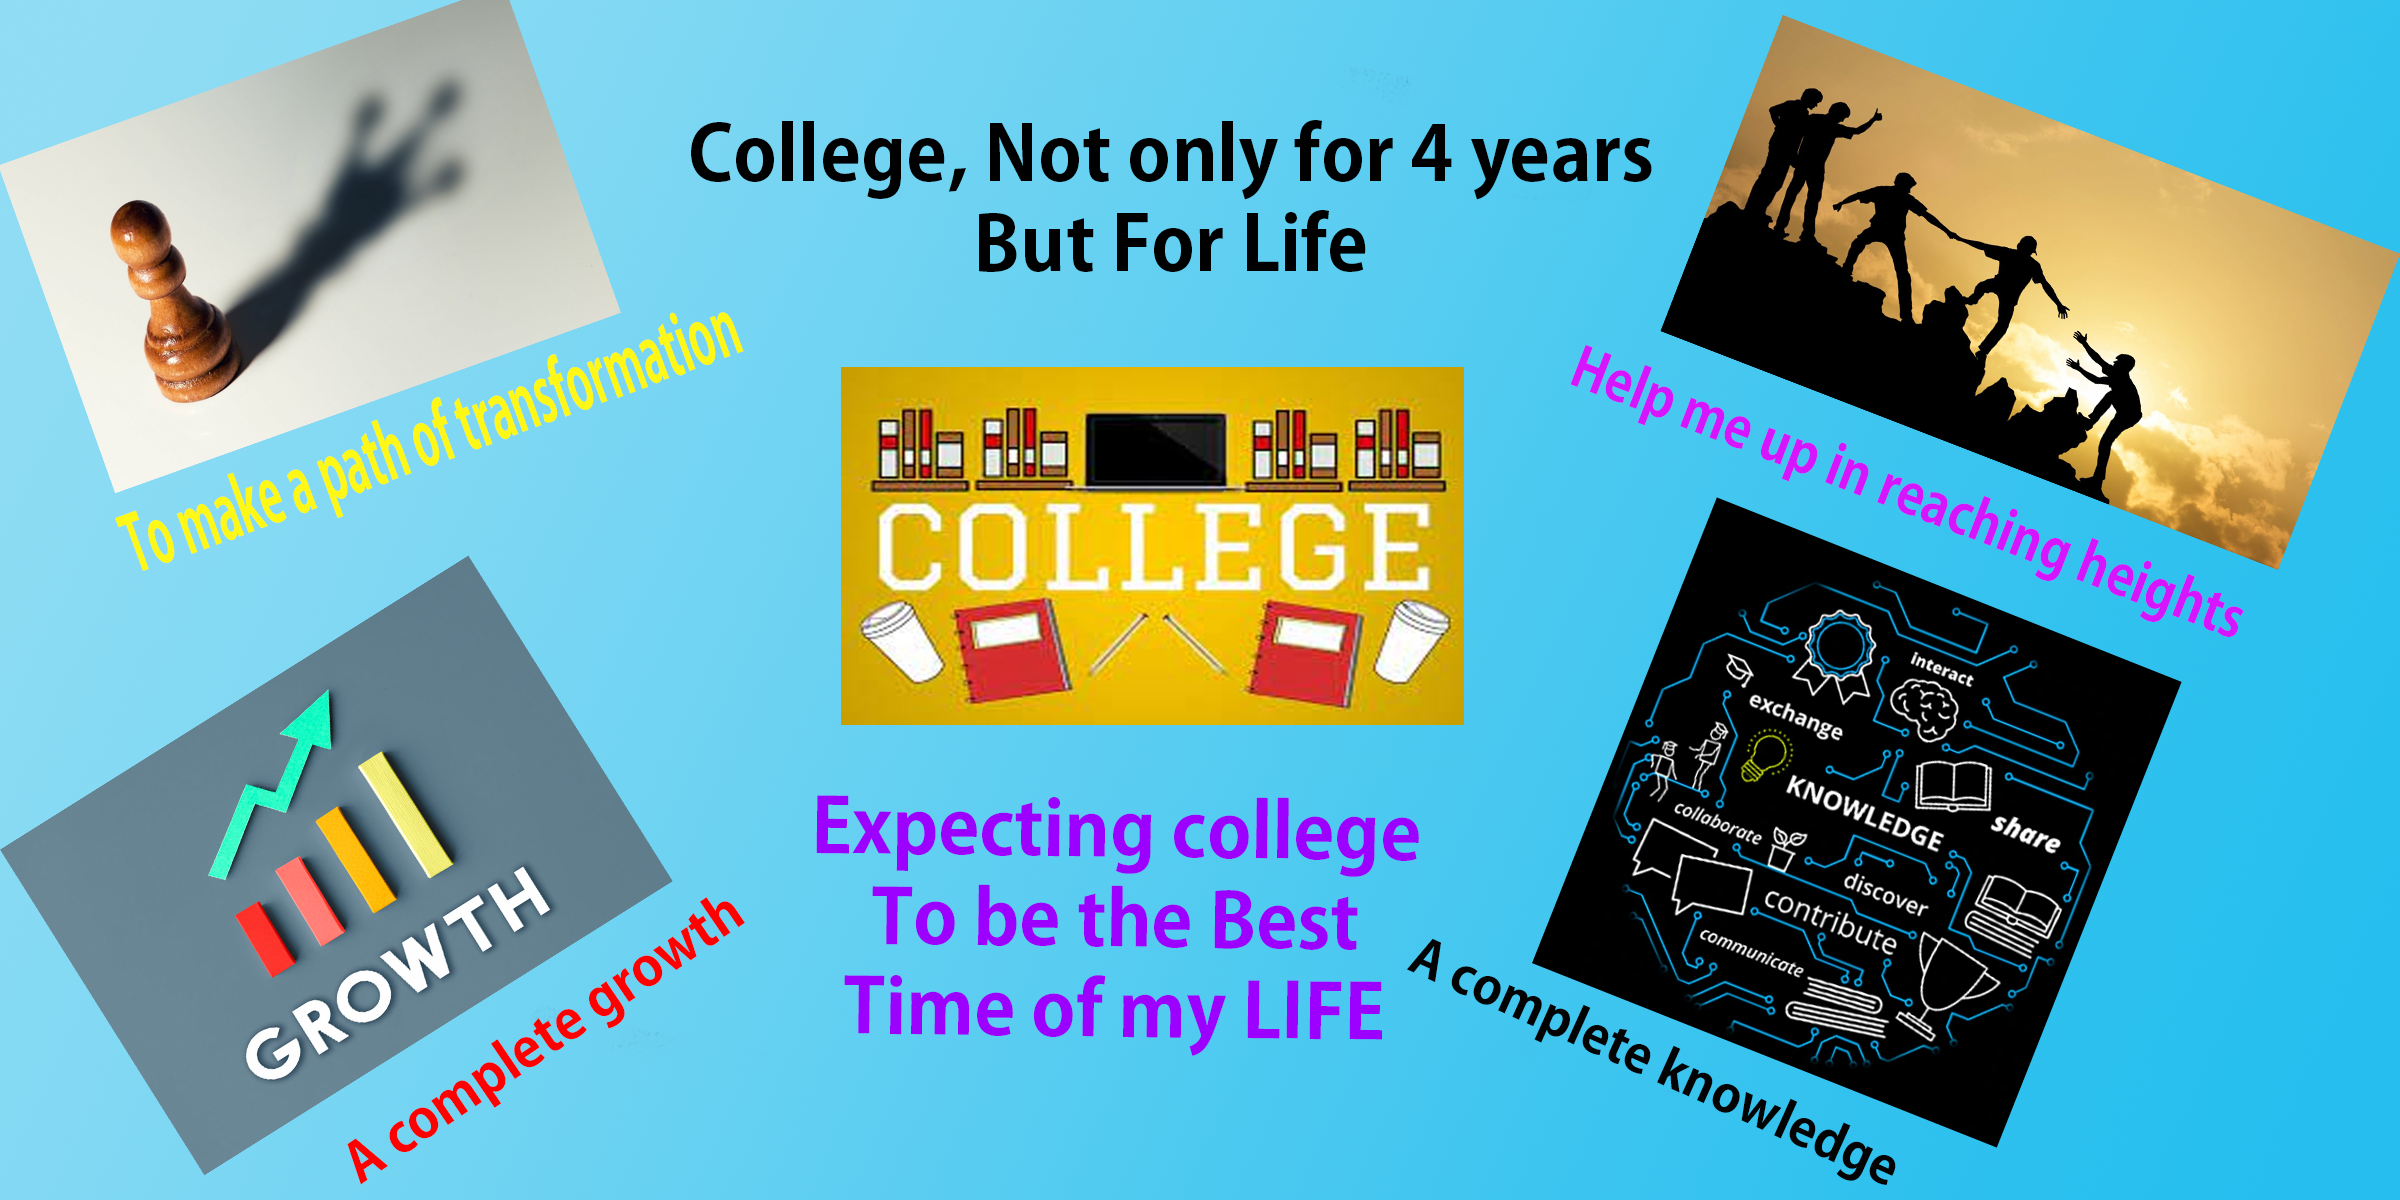 College, Not only for 4 years
But For Life
To make a path of transformation
Help me up in reaching heights
COLLEGE
GROWTH
A complete growth
Expecting college
To be the Best
Time of my LIFE
interact
exchange
KNOWLEDGE
share
collaborate
discover
contribute
communicate
A complete knowledge